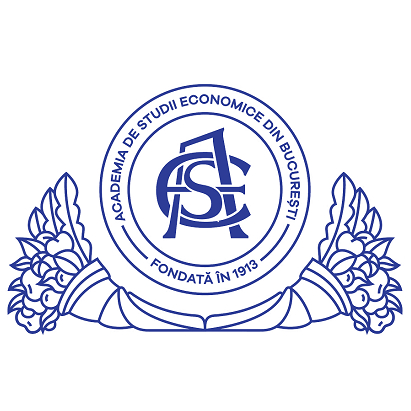 ACADEMIA DE STUDII ECONOMICE DIN BUCUREȘTI
ASE
FONDATĂ ÎN 1913